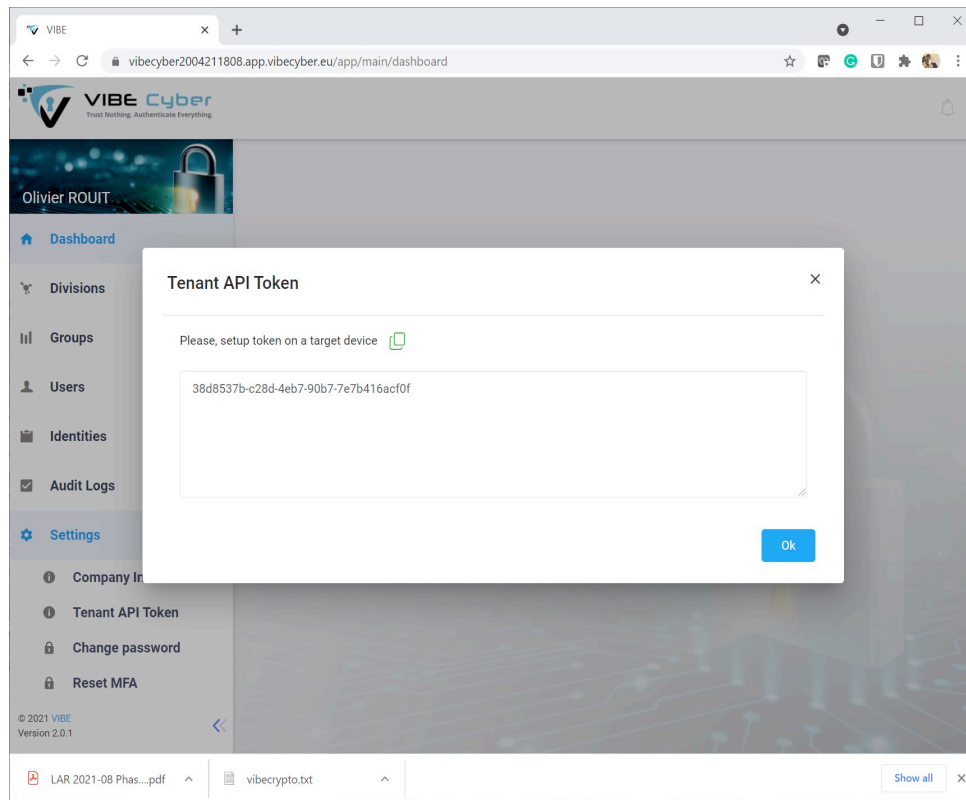 VIBE
vibecyber2004211808.app.vibecyber.eu/app/main/dashboard
VIBE Cyber
Trust Nothing. Authenticate Everything.
Olivier ROUIT
Dashboard
Divisions
Groups
Users
Identities
Audit Logs
Settings
Company In
Tenant API Token
Change password
Reset MFA
© 2021 VIBE
Version 2.0.1
Tenant API Token
Please, setup token on a target device
38d8537b-c28d-4eb7-90b7-7e7b416acf0f
Ok
LAR 2021-08 Phas....pdf
vibecrypto.txt
Show all